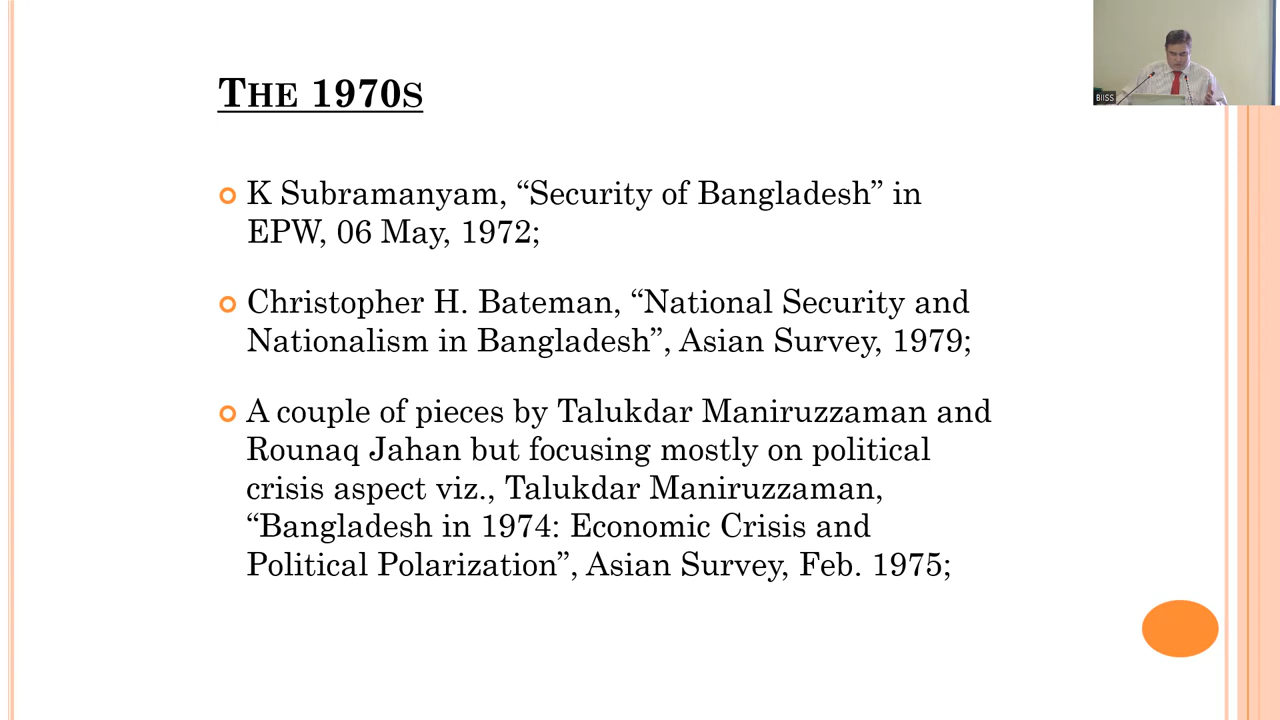 THE 1970S
K Subramanyam, “Security of Bangladesh” in
EPW, 06 May, 1972;
Christopher H. Bateman, “National Security and
Nationalism in Bangladesh”, Asian Survey, 1979;
A couple of pieces by Talukdar Maniruzzaman and
Rounaq Jahan but focusing mostly on political
crisis aspect viz., Talukdar Maniruzzaman,
“Bangladesh in 1974: Economic Crisis and
Political Polarization”, Asian Survey, Feb. 1975;
BIISS